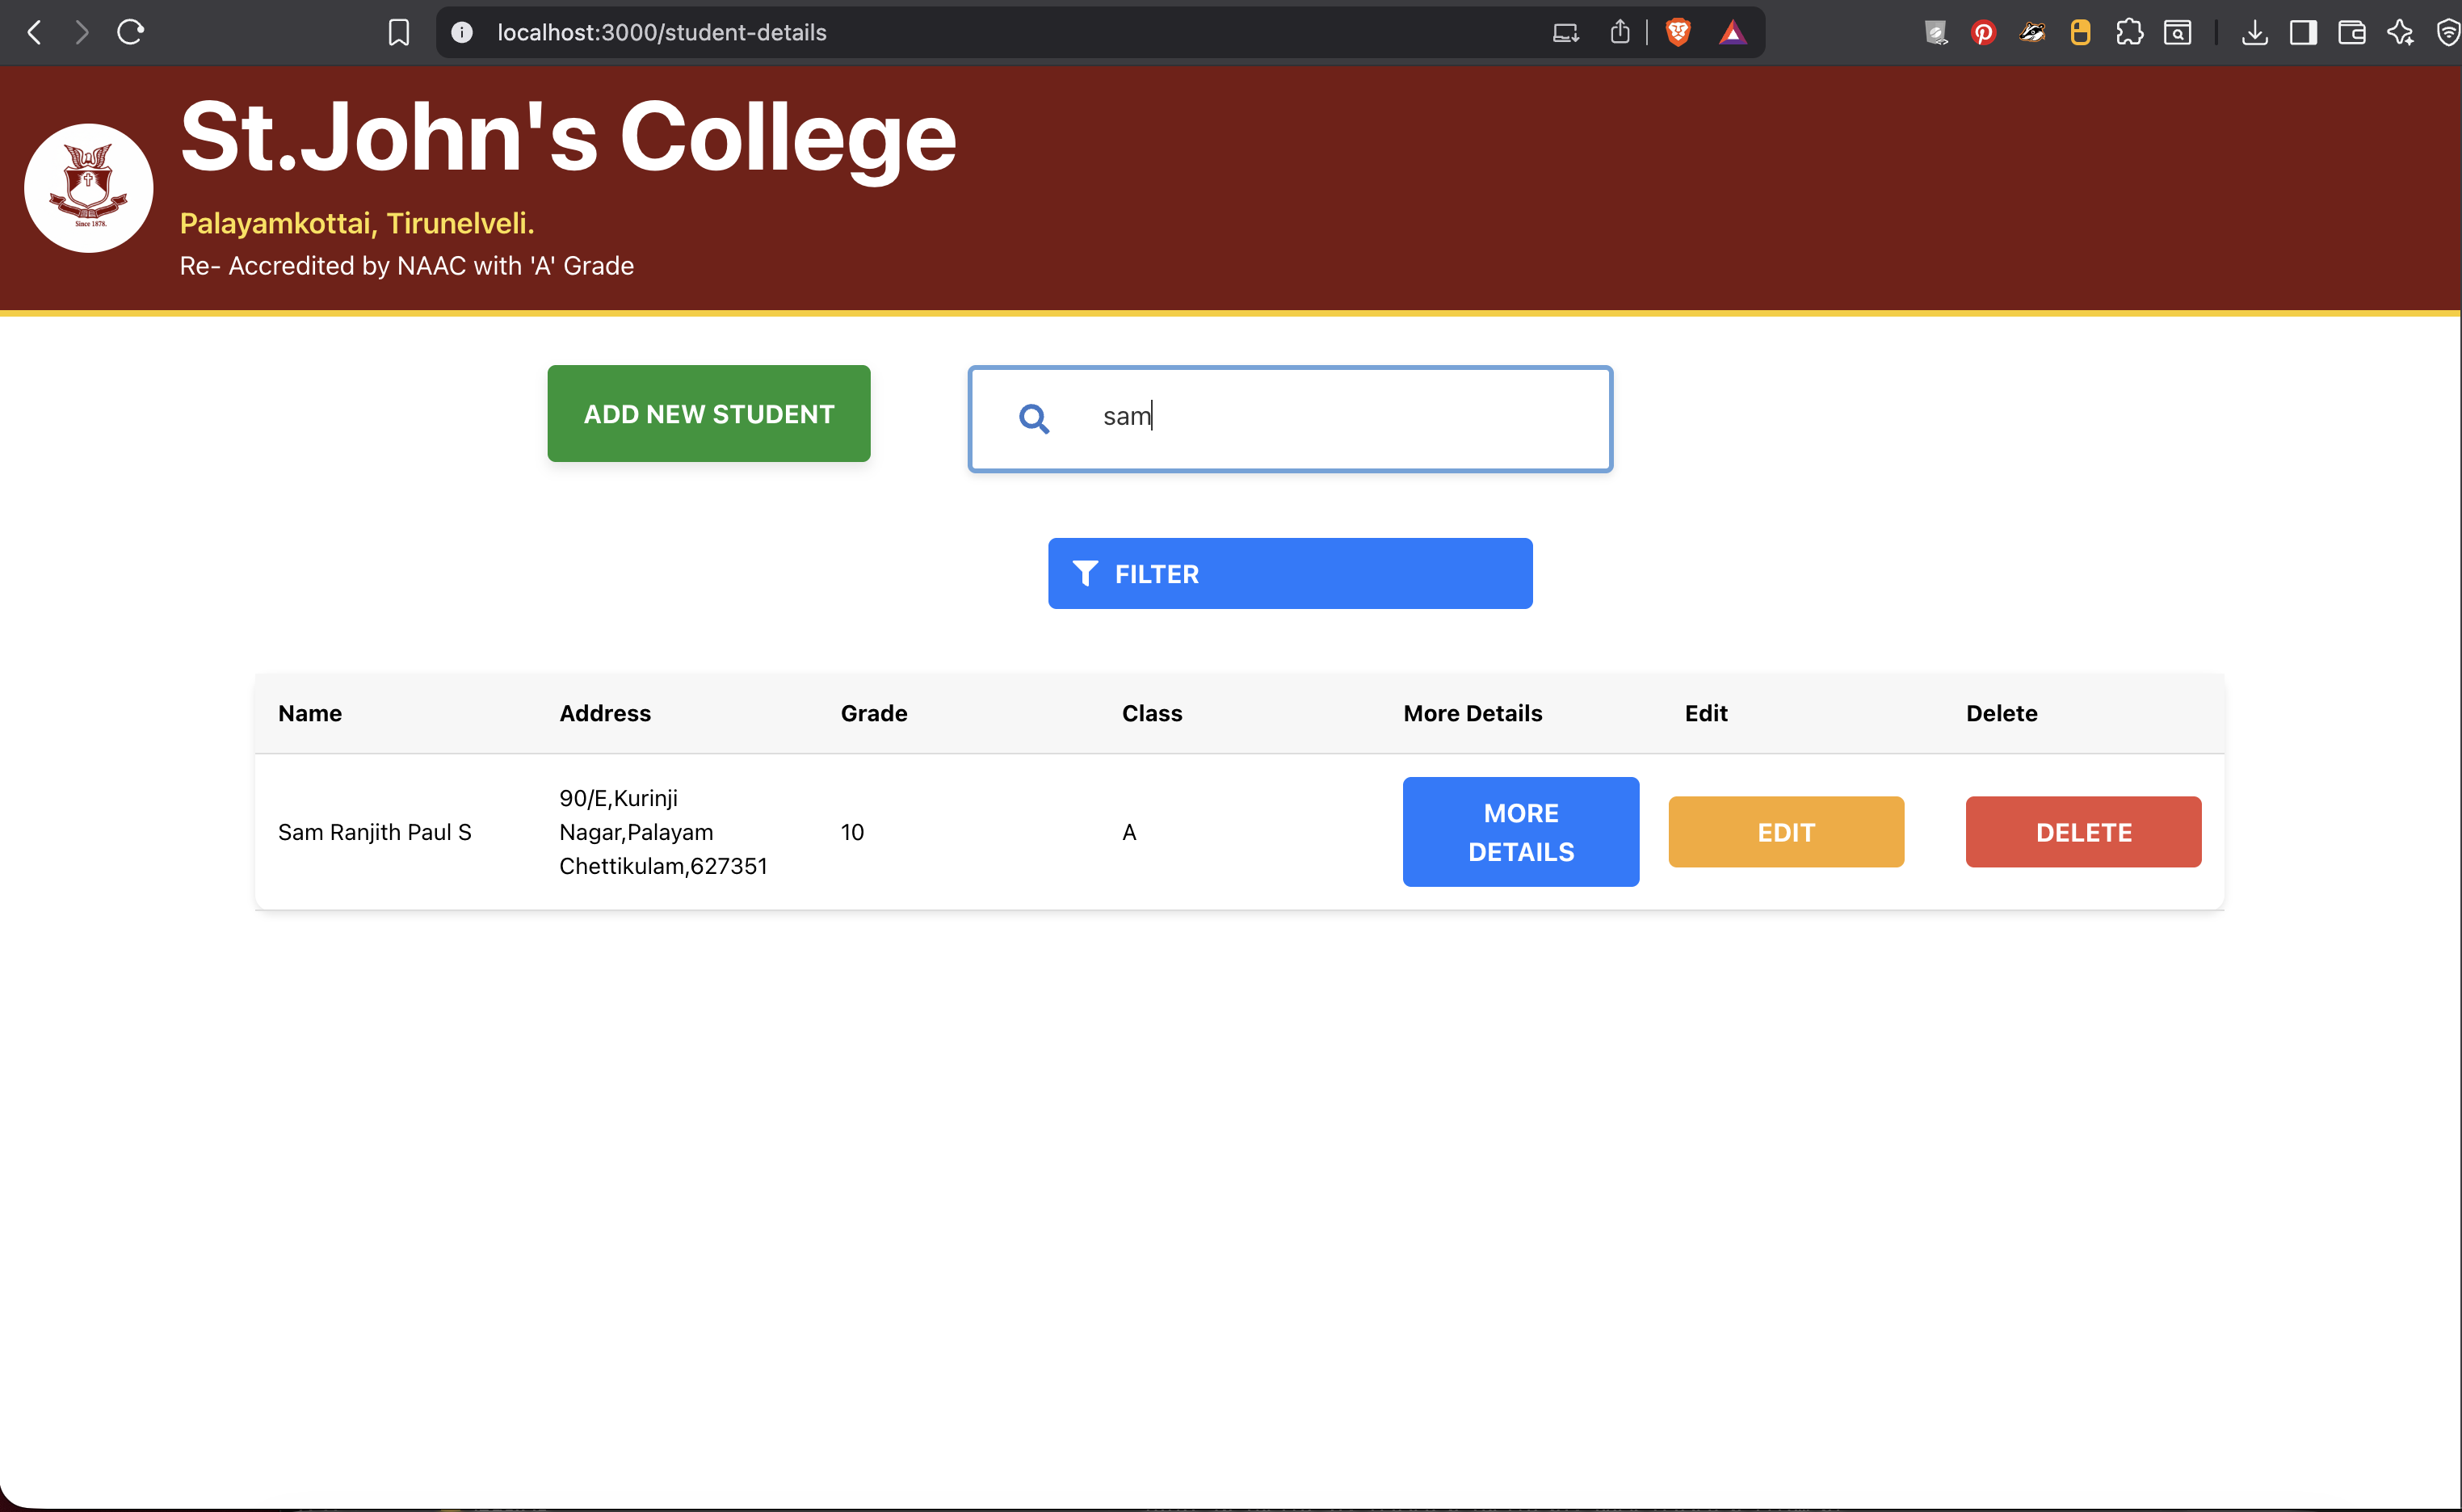 localhost:3000/student-details
St.John's College
Palayamkottai, Tirunelveli.
Re- Accredited by NAAC with 'A' Grade
Since 1878.
ADD NEW STUDENT
sam
FILTER
Name Address Grade Class More Details Edit Delete
Sam Ranjith Paul S
90/E,Kurinji
Nagar,Palayam
Chettikulam,627351
10
A
MORE
DETAILS
EDIT
DELETE